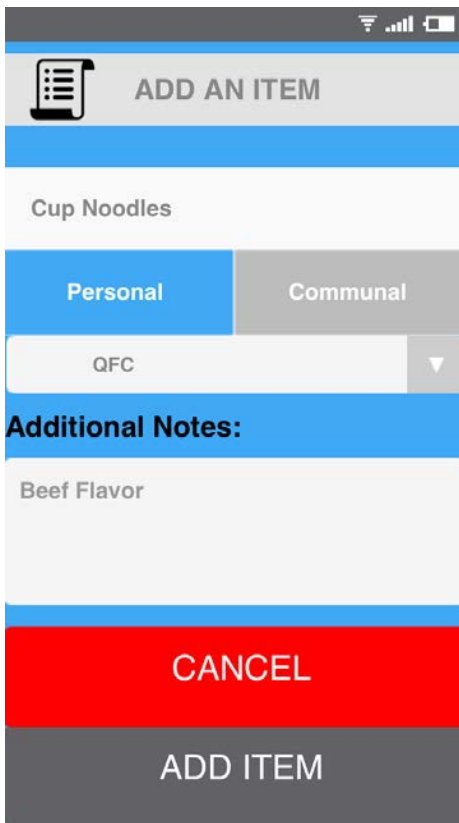 ADD AN ITEM
Cup Noodles
Personal Communal
QFC
Additional Notes:
Beef Flavor
CANCEL
ADD ITEM